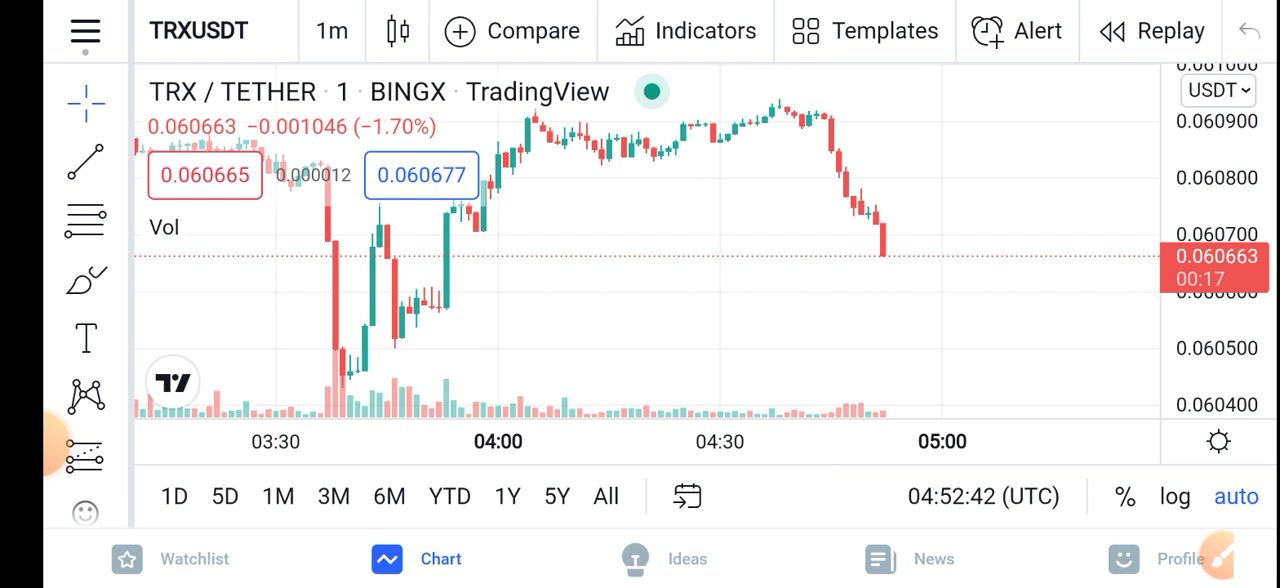 TRXUSDT 1m Compare Indicators Templates Alert Replay
TRX / TETHER · 1 · BINGX · TradingView
0.060663 −0.001046 (−1.70%)
0.060665 0.000012 0.060677
Vol
0.061000
USDT
0.060900
0.060800
0.060700
0.060663
00:17
0.060600
0.060500
0.060400
03:30 04:00 04:30 05:00
1D 5D 1M 3M 6M YTD 1Y 5Y All 04:52:42 (UTC) % log auto
Watchlist Chart Ideas News Profile